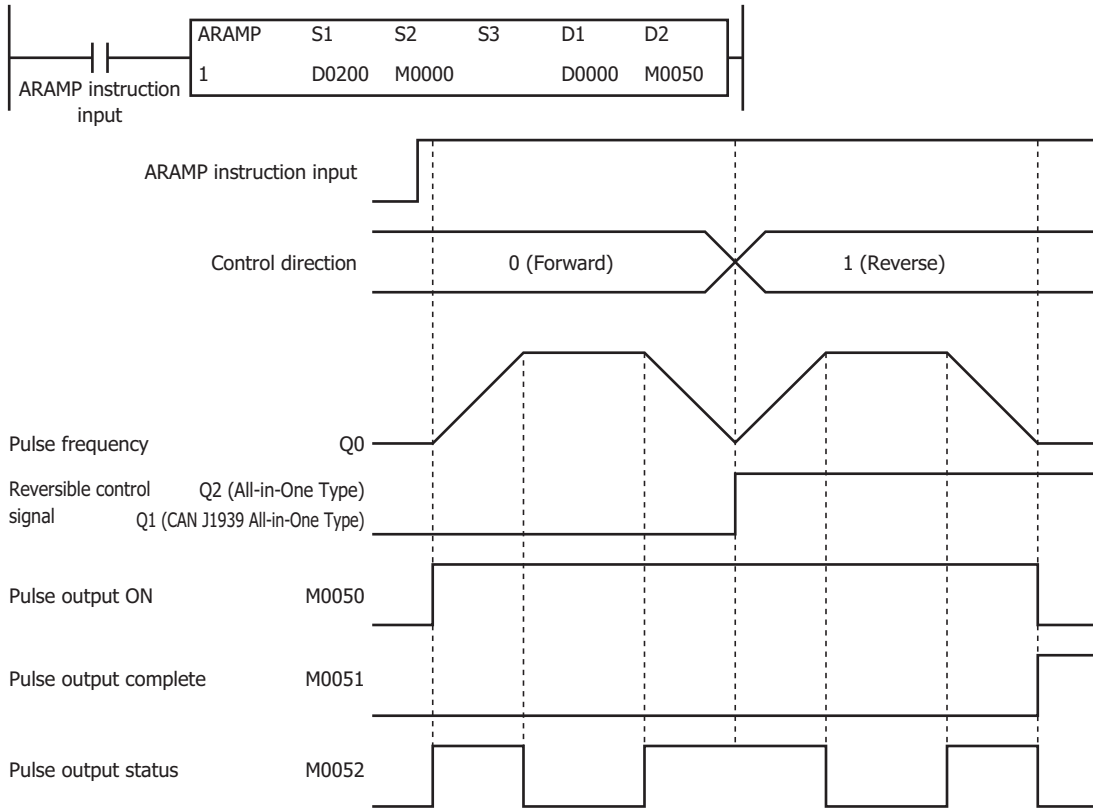 ARAMP S1 S2 S3 D1 D2
1 D0200 M0000 D0000 M0050
ARAMP instruction
input
ARAMP instruction input
Control direction 0 (Forward) 1 (Reverse)
Pulse frequency Q0
Reversible control Q2 (All-in-One Type)
signal Q1 (CAN J1939 All-in-One Type)
Pulse output ON M0050
Pulse output complete M0051
Pulse output status M0052